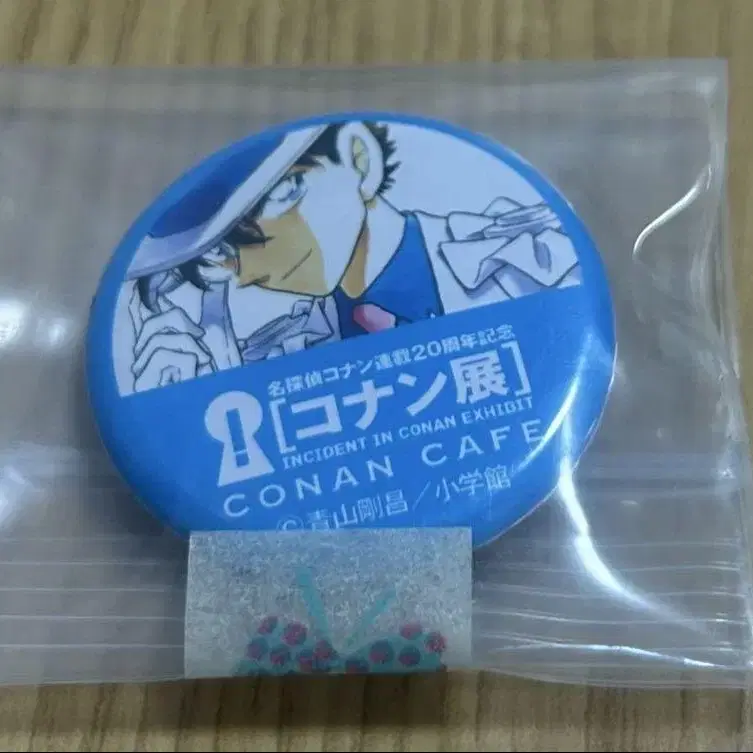 名探偵コナン連載20周年記念
[コナン展]
INCIDENT IN CONAN EXHIBIT
CONAN CAFE
©青山剛昌／小学館